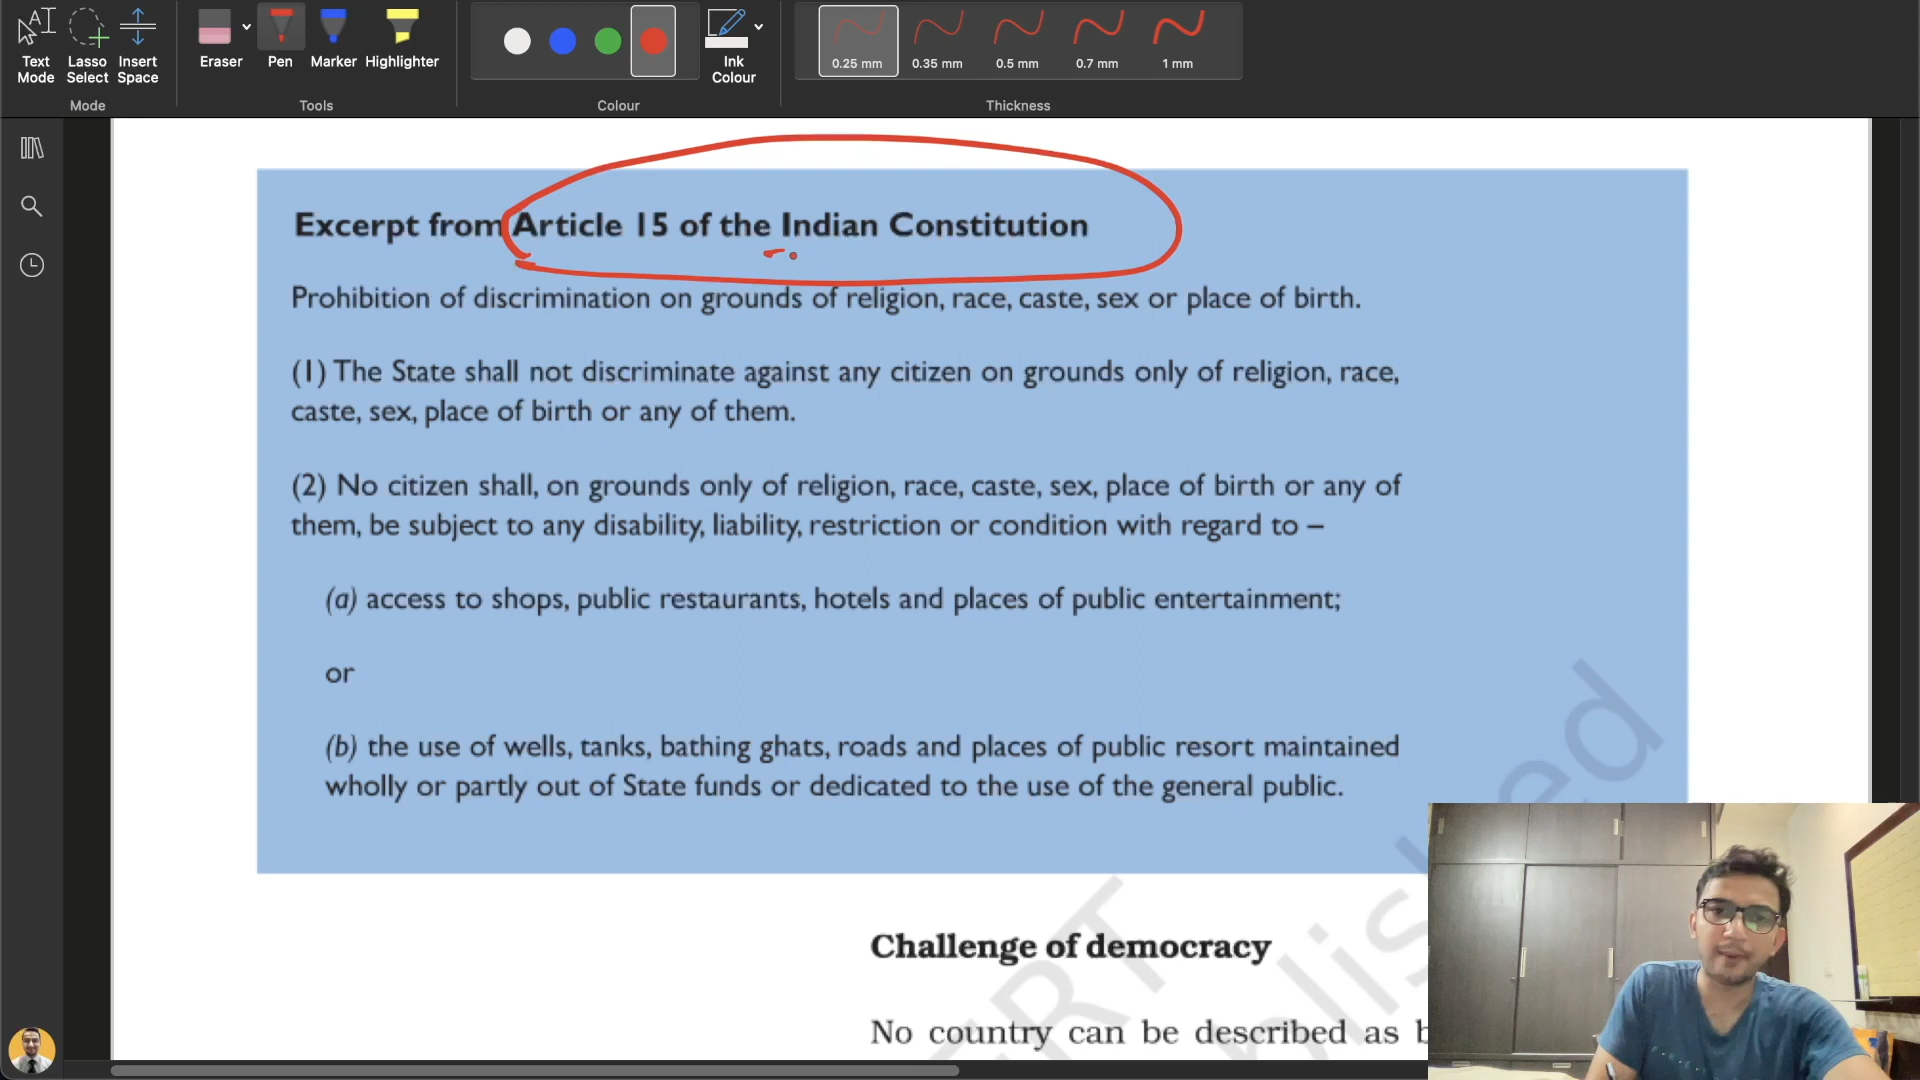 Text
Mode
Lasso
Select
Insert
Space
Mode
Eraser
Pen
Marker
Highlighter
Tools
Colour
Ink
Colour
0.25 mm
0.35 mm
0.5 mm
0.7 mm
1 mm
Thickness
Excerpt from Article 15 of the Indian Constitution
Prohibition of discrimination on grounds of religion, race, caste, sex or place of birth.
(1) The State shall not discriminate against any citizen on grounds only of religion, race,
caste, sex, place of birth or any of them.
(2) No citizen shall, on grounds only of religion, race, caste, sex, place of birth or any of
them, be subject to any disability, liability, restriction or condition with regard to –
(a) access to shops, public restaurants, hotels and places of public entertainment;
or
(b) the use of wells, tanks, bathing ghats, roads and places of public resort maintained
wholly or partly out of State funds or dedicated to the use of the general public.
Challenge of democracy
No country can be described as